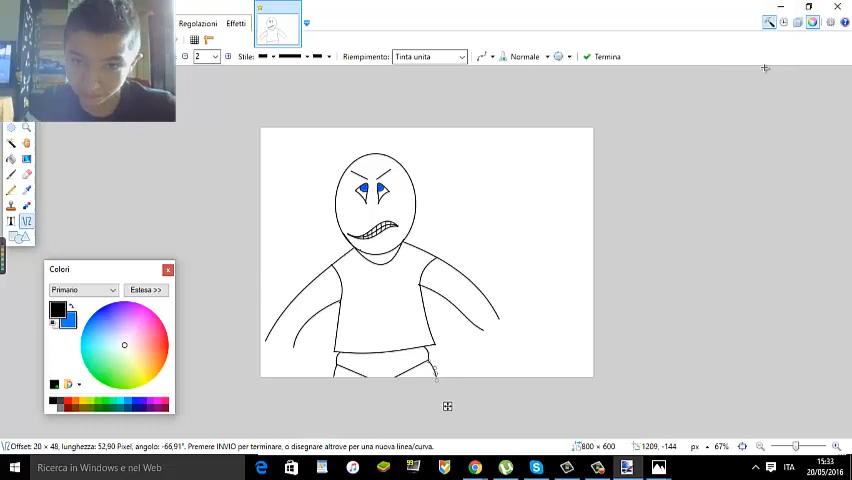 Regolazioni Effetti
2 Stile: Riempimento: Tinta unita Normale Termina
Colori
Primario Estesa >>
Offset: 20 × 48, lunghezza: 52,90 Pixel, angolo: -66,91°. Premere INVIO per terminare, o disegnare altrove per una nuova linea/curva. 800 × 600 1209, -144 px 67%
Ricerca in Windows e nel Web ITA 15:33
20/05/2016